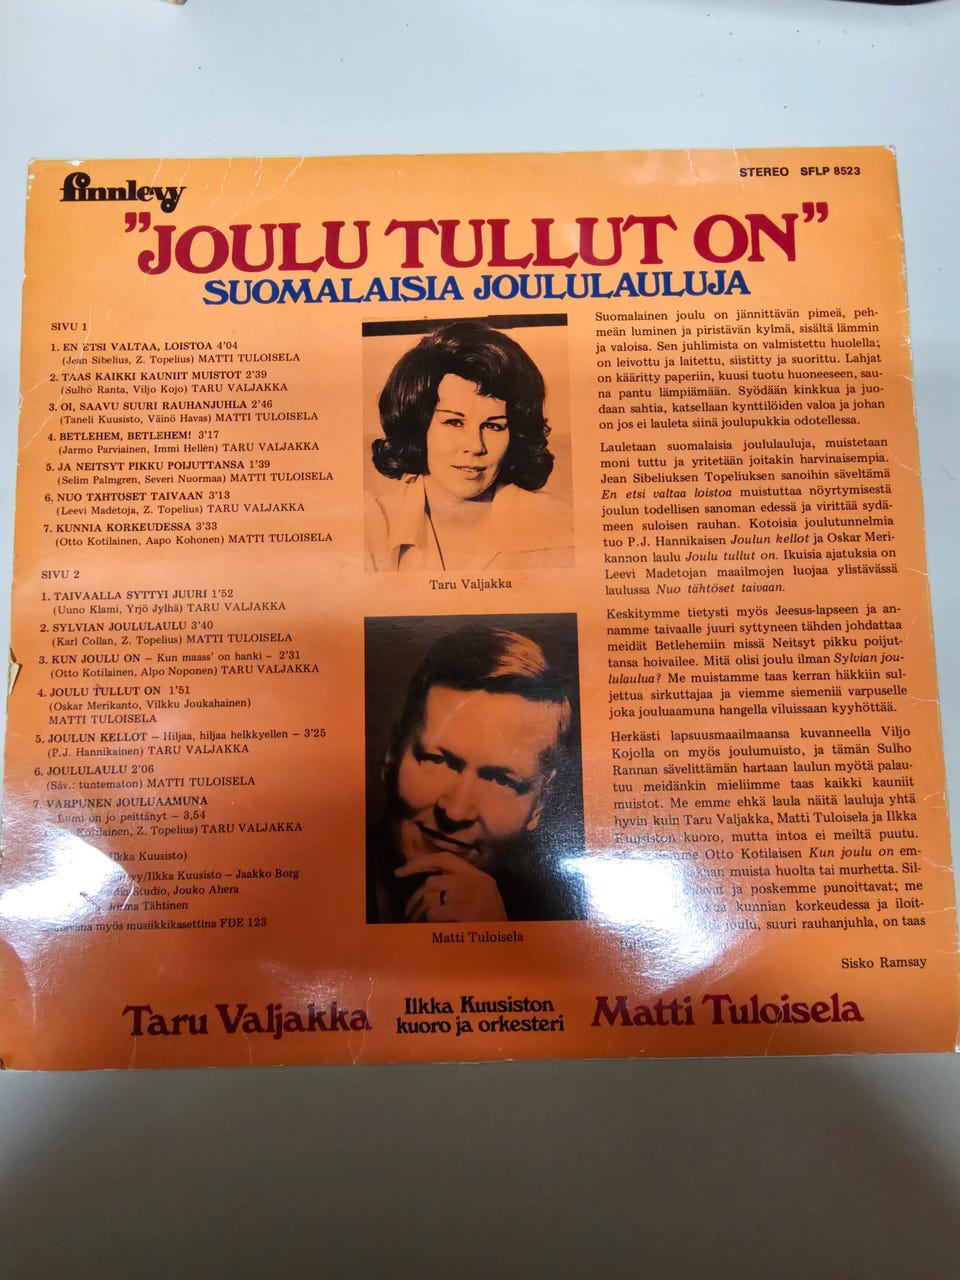 finnlevy
STEREO SFLP 8523
"JOULU TULLUT ON"
SUOMALAISIA JOULULAULUJA
SIVU 1
1. EN ETSI VALTAA, LOISTOA 4'04
(Jean Sibelius, Z. Topelius) MATTI TULOISELA
2. TAAS KAIKKI KAUNIIT MUISTOT 2'39
(Sulho Ranta, Viljo Kojo) TARU VALJAKKA
3. OI, SAAVU SUURI RAUHANJUHLA 2'46
(Taneli Kuusisto, Väinö Havas) MATTI TULOISELA
4. BETLEHEM, BETLEHEM! 3'17
(Jarmo Parviainen, Immi Hellén) TARU VALJAKKA
5. JA NEITSYT PIKKU POIJUTTANSA 1'39
(Selim Palmgren, Severi Nuormaa) MATTI TULOISELA
6. NUO TÄHTÖSET TAIVAAN 3'13
(Leevi Madetoja, Z. Topelius) TARU VALJAKKA
7. KUNNIA KORKEUDESSA 3'33
(Otto Kotilainen, Aapo Kohonen) MATTI TULOISELA
SIVU 2
1. TAIVAALLA SYTTYI JUURI 1'52
(Uuno Klami, Yrjö Jylhä) TARU VALJAKKA
2. SYLVIAN JOULULAULU 3'40
(Karl Collan, Z. Topelius) MATTI TULOISELA
3. KUN JOULU ON – Kun maass' on hanki - 2'31
(Otto Kotilainen, Alpo Noponen) TARU VALJAKKA
4. JOULU TULLUT ON 1'51
(Oskar Merikanto, Vilkku Joukahainen)
MATTI TULOISELA
5. JOULUN KELLOT – Hiljaa, hiljaa helkkyellen – 3'25
(P.J. Hannikainen) TARU VALJAKKA
6. JOULULAULU 2'06
(Säv.: tuntematon) MATTI TULOISELA
7. VARPUNEN JOULUAAMUNA
– Lumi on jo peittänyt – 3,54
Kotilainen, Z. Topelius) TARU VALJAKKA
Ilkka Kuusisto)
/Ilkka Kuusisto – Jaakko Borg
Studio, Jouko Ahera
Jorma Tähtinen
myös musiikkikasettina FDE 123
Taru Valjakka
Matti Tuloisela
Suomalainen joulu on jännittävän pimeä, peh-
meän luminen ja piristävän kylmä, sisältä lämmin
ja valoisa. Sen juhlimista on valmistettu huolella;
on leivottu ja laitettu, siistitty ja suorittu. Lahjat
on kääritty paperiin, kuusi tuotu huoneeseen, sau-
na pantu lämpiämään. Syödään kinkkua ja juo-
daan sahtia, katsellaan kynttilöiden valoa ja johan
on jos ei lauleta siinä joulupukkia odotellessa.
Lauletaan suomalaisia joululauluja, muistetaan
moni tuttu ja yritetään joitakin harvinaisempia.
Jean Sibeliuksen Topeliuksen sanoihin säveltämä
En etsi valtaa loistoa muistuttaa nöyrtymisestä
joulun todellisen sanoman edessä ja virittää sydä-
meen suloisen rauhan. Kotoisia joulutunnelmia
tuo P.J. Hannikaisen Joulun kellot ja Oskar Meri-
kannon laulu Joulu tullut on. Ikuisia ajatuksia on
Leevi Madetojan maailmojen luojaa ylistävässä
laulussa Nuo tähtöset taivaan.
Keskitymme tietysti myös Jeesus-lapseen ja an-
namme taivaalle juuri syttyneen tähden johdattaa
meidät Betlehemiin missä Neitsyt pikku poijut-
tansa hoivailee. Mitä olisi joulu ilman Sylvian jou-
lulaulua? Me muistamme taas kerran häkkiin sul-
jettua sirkuttajaa ja viemme siemeniä varpuselle
joka jouluaamuna hangella viluissaan kyyhöttää.
Herkästi lapsuusmaailmaansa kuvanneella Viljo
Kojolla on myös joulumuisto, ja tämän Sulho
Rannan sävelittämän hartaan laulun myötä palau-
tuu meidänkin mieliimme taas kaikki kauniit
muistot. Me emme ehkä laula näitä lauluja yhtä
hyvin kuin Taru Valjakka, Matti Tuloisela ja Ilkka
Kuusiston kuoro, mutta intoa ei meiltä puutu.
Otto Kotilaisen Kun joulu on em-
muista huolta tai murhetta. Sil-
ja poskemme punoittavat; me
kunnian korkeudessa ja iloit-
joulu, suuri rauhanjuhla, on taas
Sisko Ramsay
Taru Valjakka
Ilkka Kuusiston
kuoro ja orkesteri
Matti Tuloisela